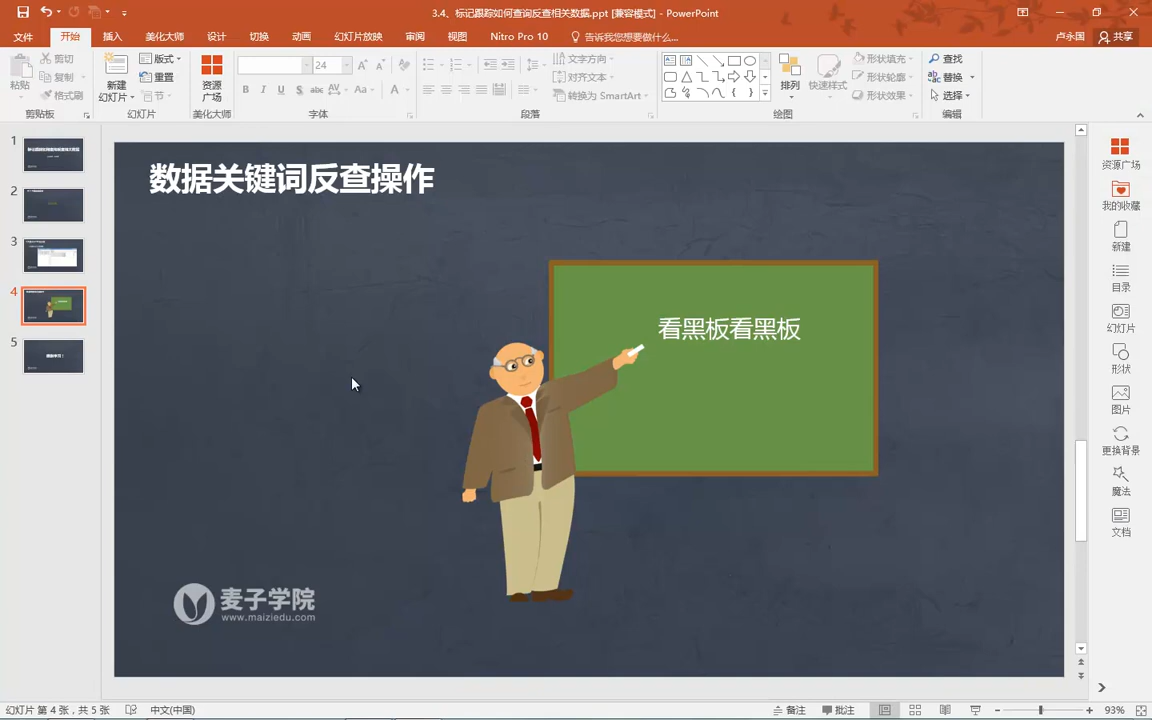 3.4、标记跟踪如何查询反查相关数据.ppt [兼容模式] - PowerPoint
文件 开始 插入 美化大师 设计 切换 动画 幻灯片放映 审阅 视图 Nitro Pro 10 告诉我您想要做什么... 卢永国 共享
粘贴 剪切 复制 格式刷 剪贴板
新建 幻灯片 版式 重置 节 幻灯片
资源 广场 美化大师
24 B I U S abc AV Aa A 字体
文字方向 对齐文本 转换为 SmartArt 段落
排列 快速样式 形状填充 形状轮廓 形状效果 绘图
查找 替换 选择 编辑
1
2
3
4
5
数据关键词反查操作
看黑板看黑板
麦子学院
www.maiziedu.com
资源广场
我的收藏
新建
目录
幻灯片
形状
图片
更换背景
魔法
文档
幻灯片 第 4 张，共 5 张 中文(中国) 备注 批注 93%